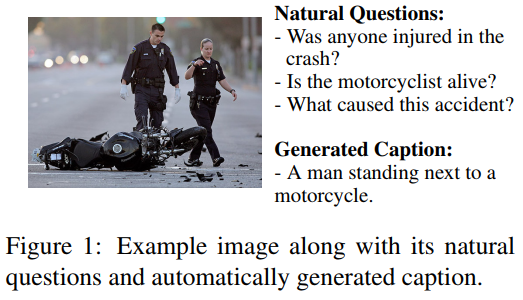 Natural Questions:
- Was anyone injured in the
crash?
- Is the motorcyclist alive?
- What caused this accident?
Generated Caption:
- A man standing next to a
motorcycle.
Figure 1: Example image along with its natural
questions and automatically generated caption.